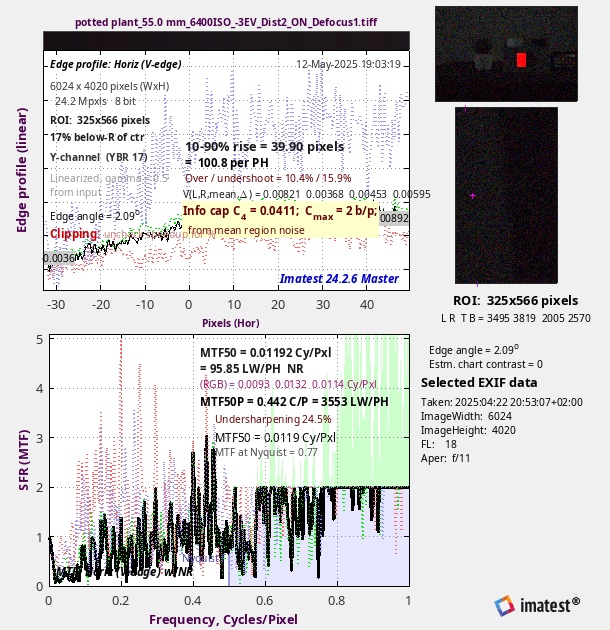 potted plant_55.0 mm_6400ISO_-3EV_Dist2_ON_Defocus1.tiff
Edge profile: Horiz (V-edge)
12-May-2025 19:03:19
6024 x 4020 pixels (WxH)
24.2 Mpxls   8 bit
ROI:  325x566 pixels
17% below-R of ctr
Y-channel  (YBR 17)
10-90% rise = 39.90 pixels
=  100.8 per PH
Over / undershoot = 10.4% / 15.9%
Linearized, gamma = 0.5
from input
V(L,R,mean,Δ) = 0.00821  0.00368  0.00453  0.00595
Edge angle = 2.09⁰
Info cap C4 = 0.0411;  Cmax = 2 b/p;
from mean region noise
00892
Clipping:
0.0036
Imatest 24.2.6 Master
-30 -20 -10 0 10 20 30 40
Pixels (Hor)
Edge profile (linear)
ROI:  325x566 pixels
L R  T B = 3495 3819  2005 2570
Edge angle = 2.09⁰
Estm. chart contrast = 0
Selected EXIF data
Taken: 2025:04:22 20:53:07+02:00
ImageWidth:  6024
ImageHeight:  4020
FL:   18
Aper:  f/11
MTF50 = 0.01192 Cy/Pxl
= 95.85 LW/PH  NR
(RGB) = 0.0093  0.0132  0.0114 Cy/Pxl
MTF50P = 0.442 C/P = 3553 LW/PH
Undersharpening 24.5%
MTF50 = 0.0119 Cy/Pxl
MTF at Nyquist = 0.77
SFR (MTF)
5
4
3
2
1
0
0 0.2 0.4 0.6 0.8 1
Frequency, Cycles/Pixel
imatest®